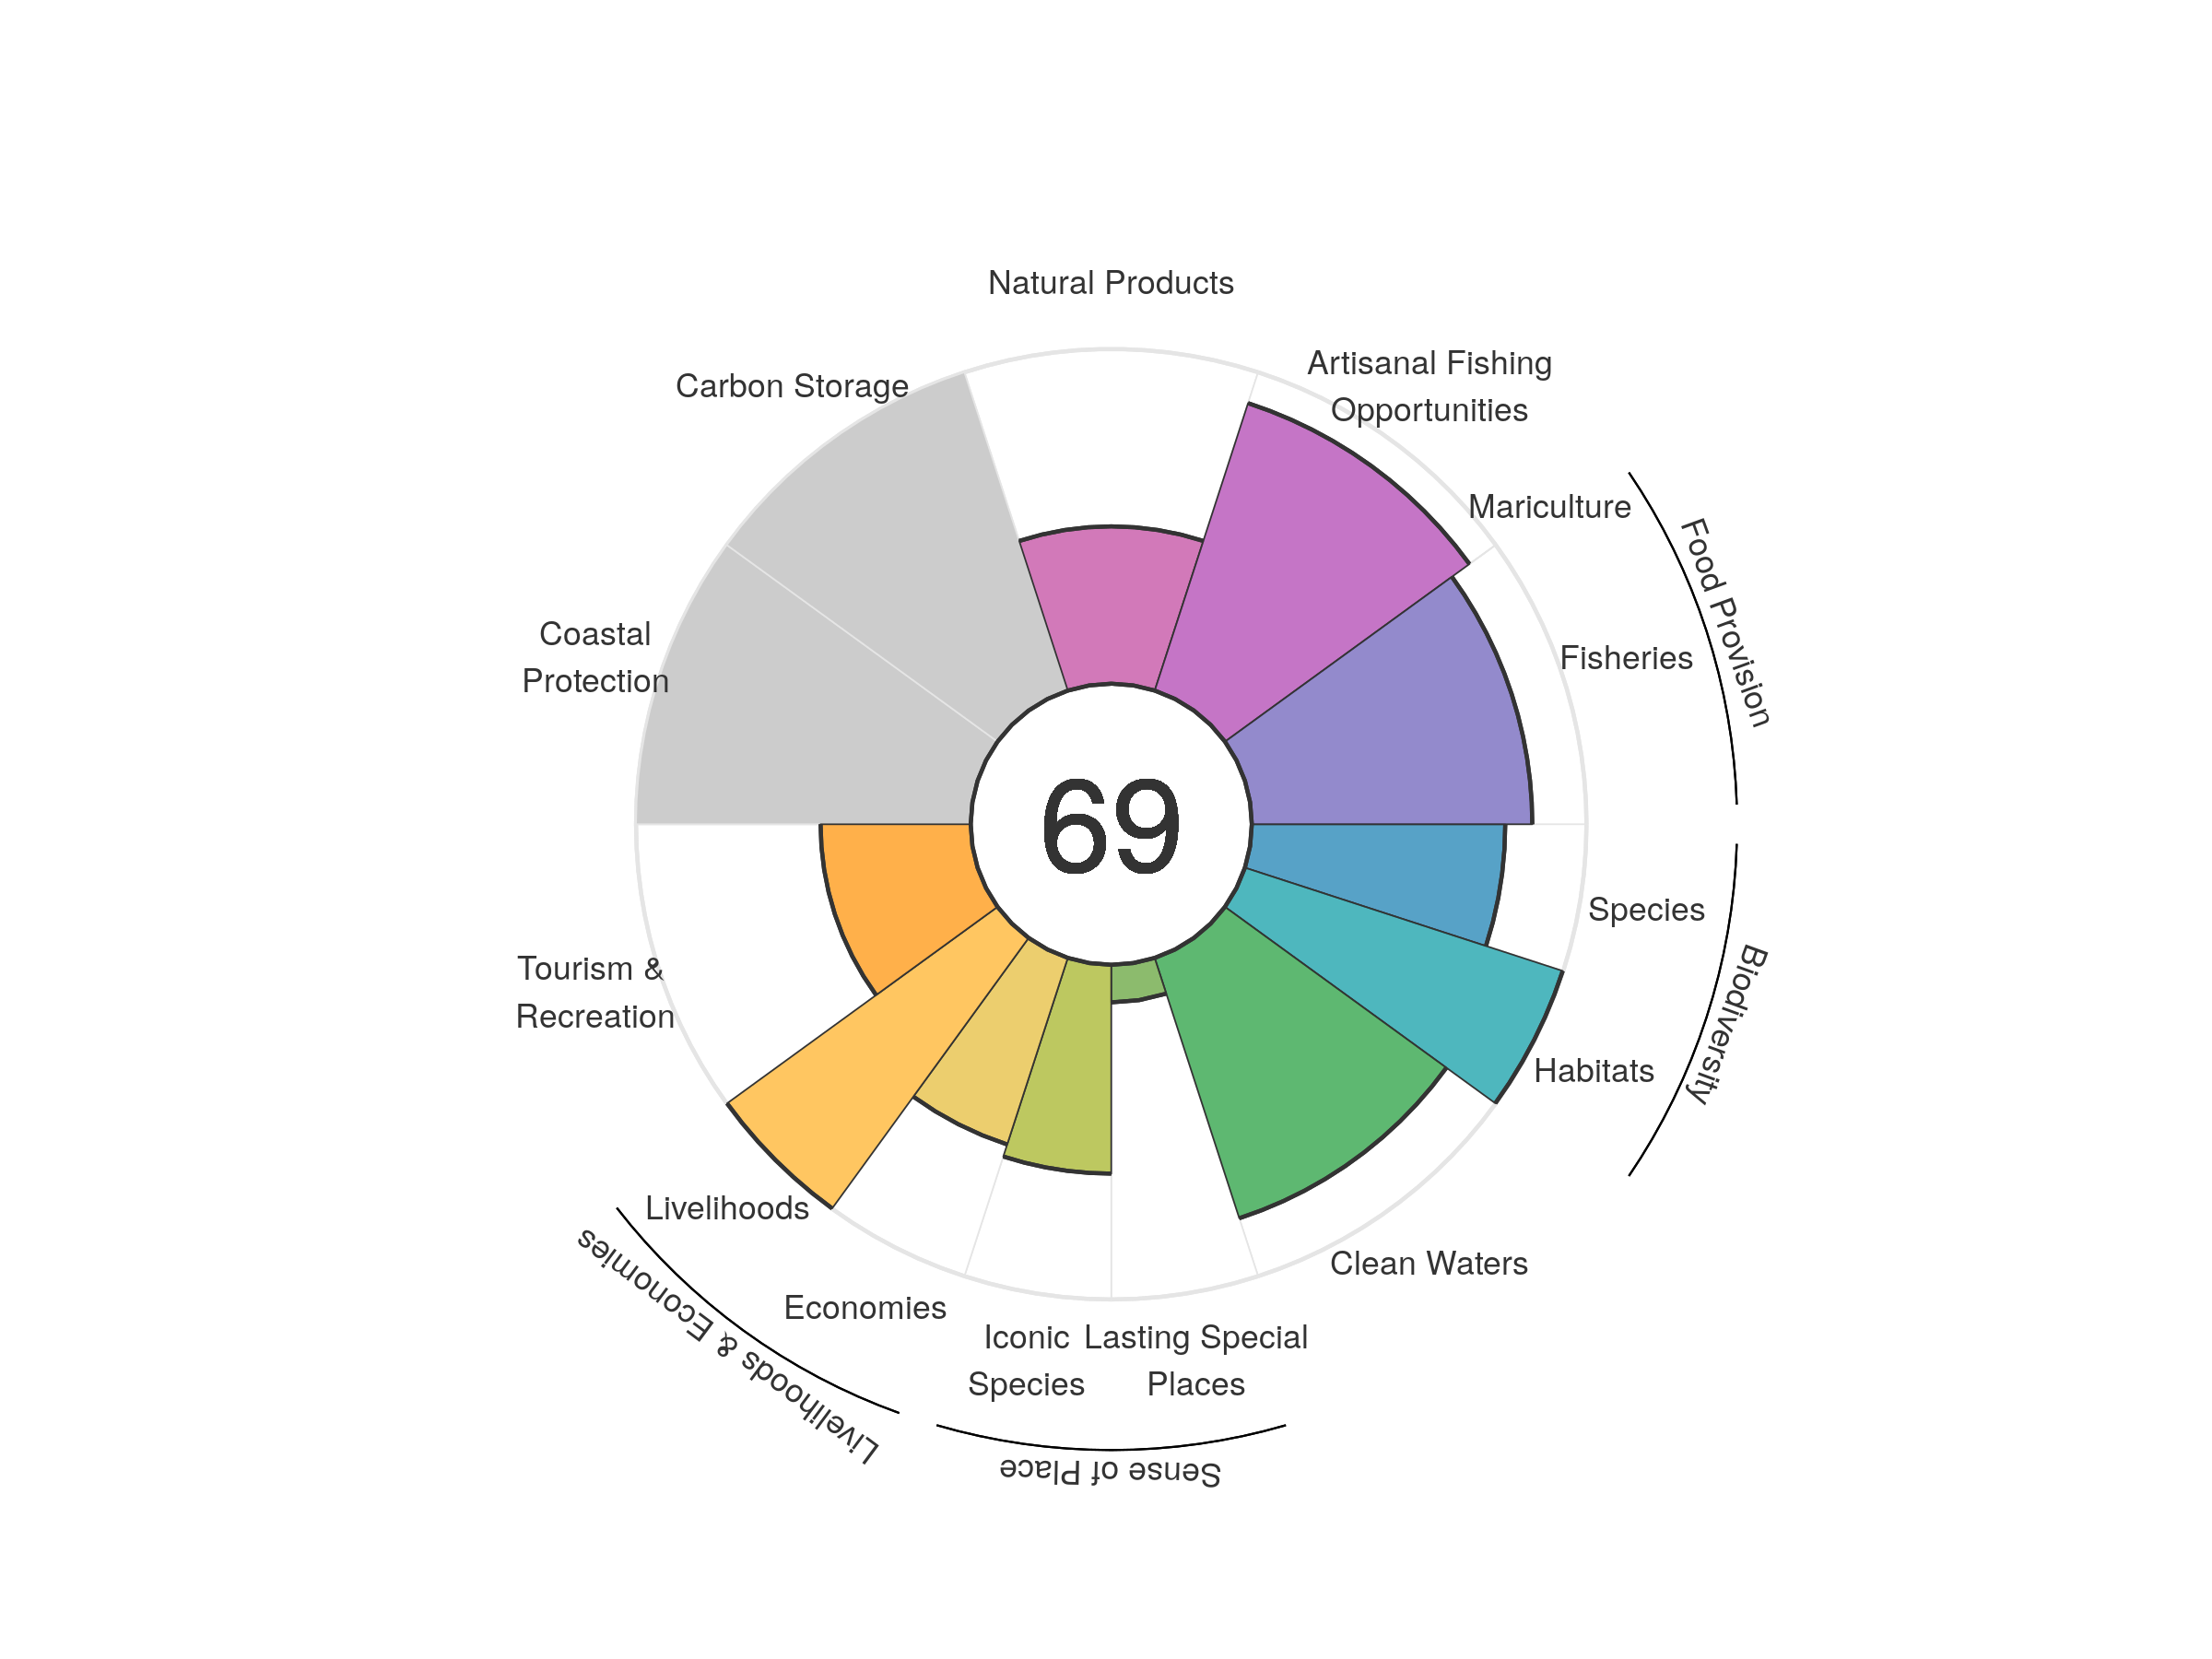 Natural Products
Artisanal Fishing
Opportunities
Carbon Storage
Mariculture
Food Provision
Coastal
Protection
Fisheries
69
Species
Biodiversity
Tourism &
Recreation
Habitats
Livelihoods
Clean Waters
Livelihoods & Economies
Economies
Iconic
Species
Lasting Special
Places
Sense of Place